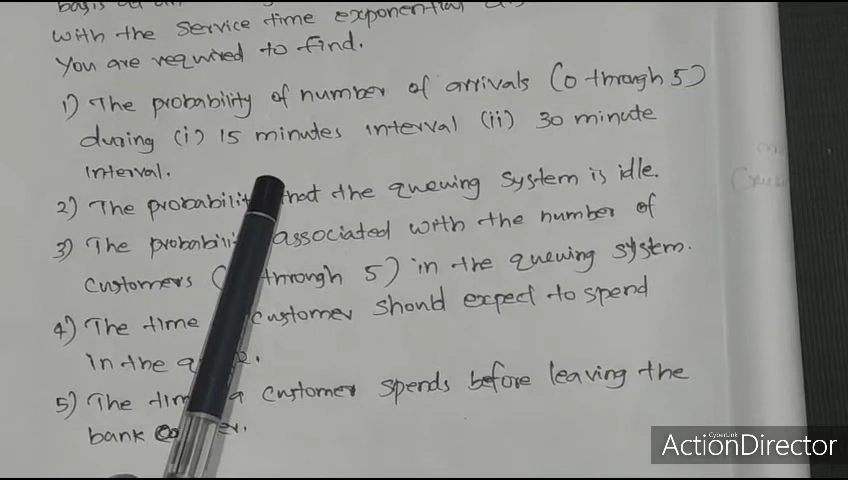 with the service time exponential
You are required to find.
1) The probability of number of arrivals (0 through 5)
during (i) 15 minutes interval (ii) 30 minute
interval.
2) The probabilit that the queuing system is idle.
3) The probabili associated with the number of
customers ( through 5) in the queuing system.
4) The time customer should expect to spend
in the q e.
5) The tim a customer spends before leaving the
bank er.
CyberLink
ActionDirector